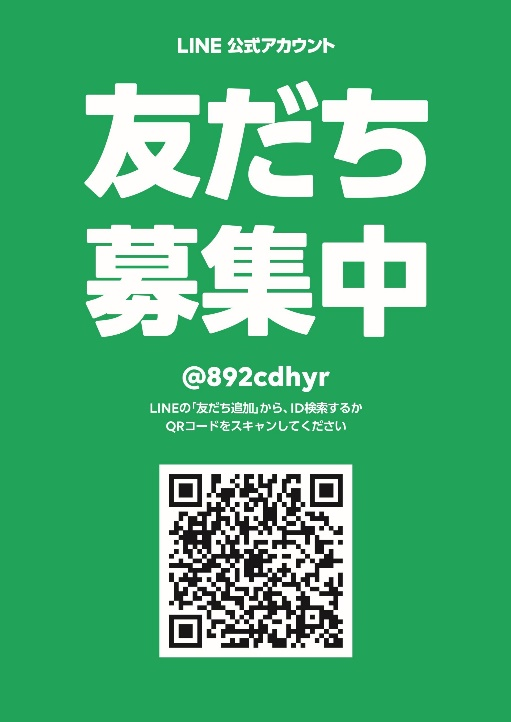 LINE 公式アカウント
友だち
募集中
@892cdhyr
LINEの「友だち追加」から、ID検索するか
QRコードをスキャンしてください